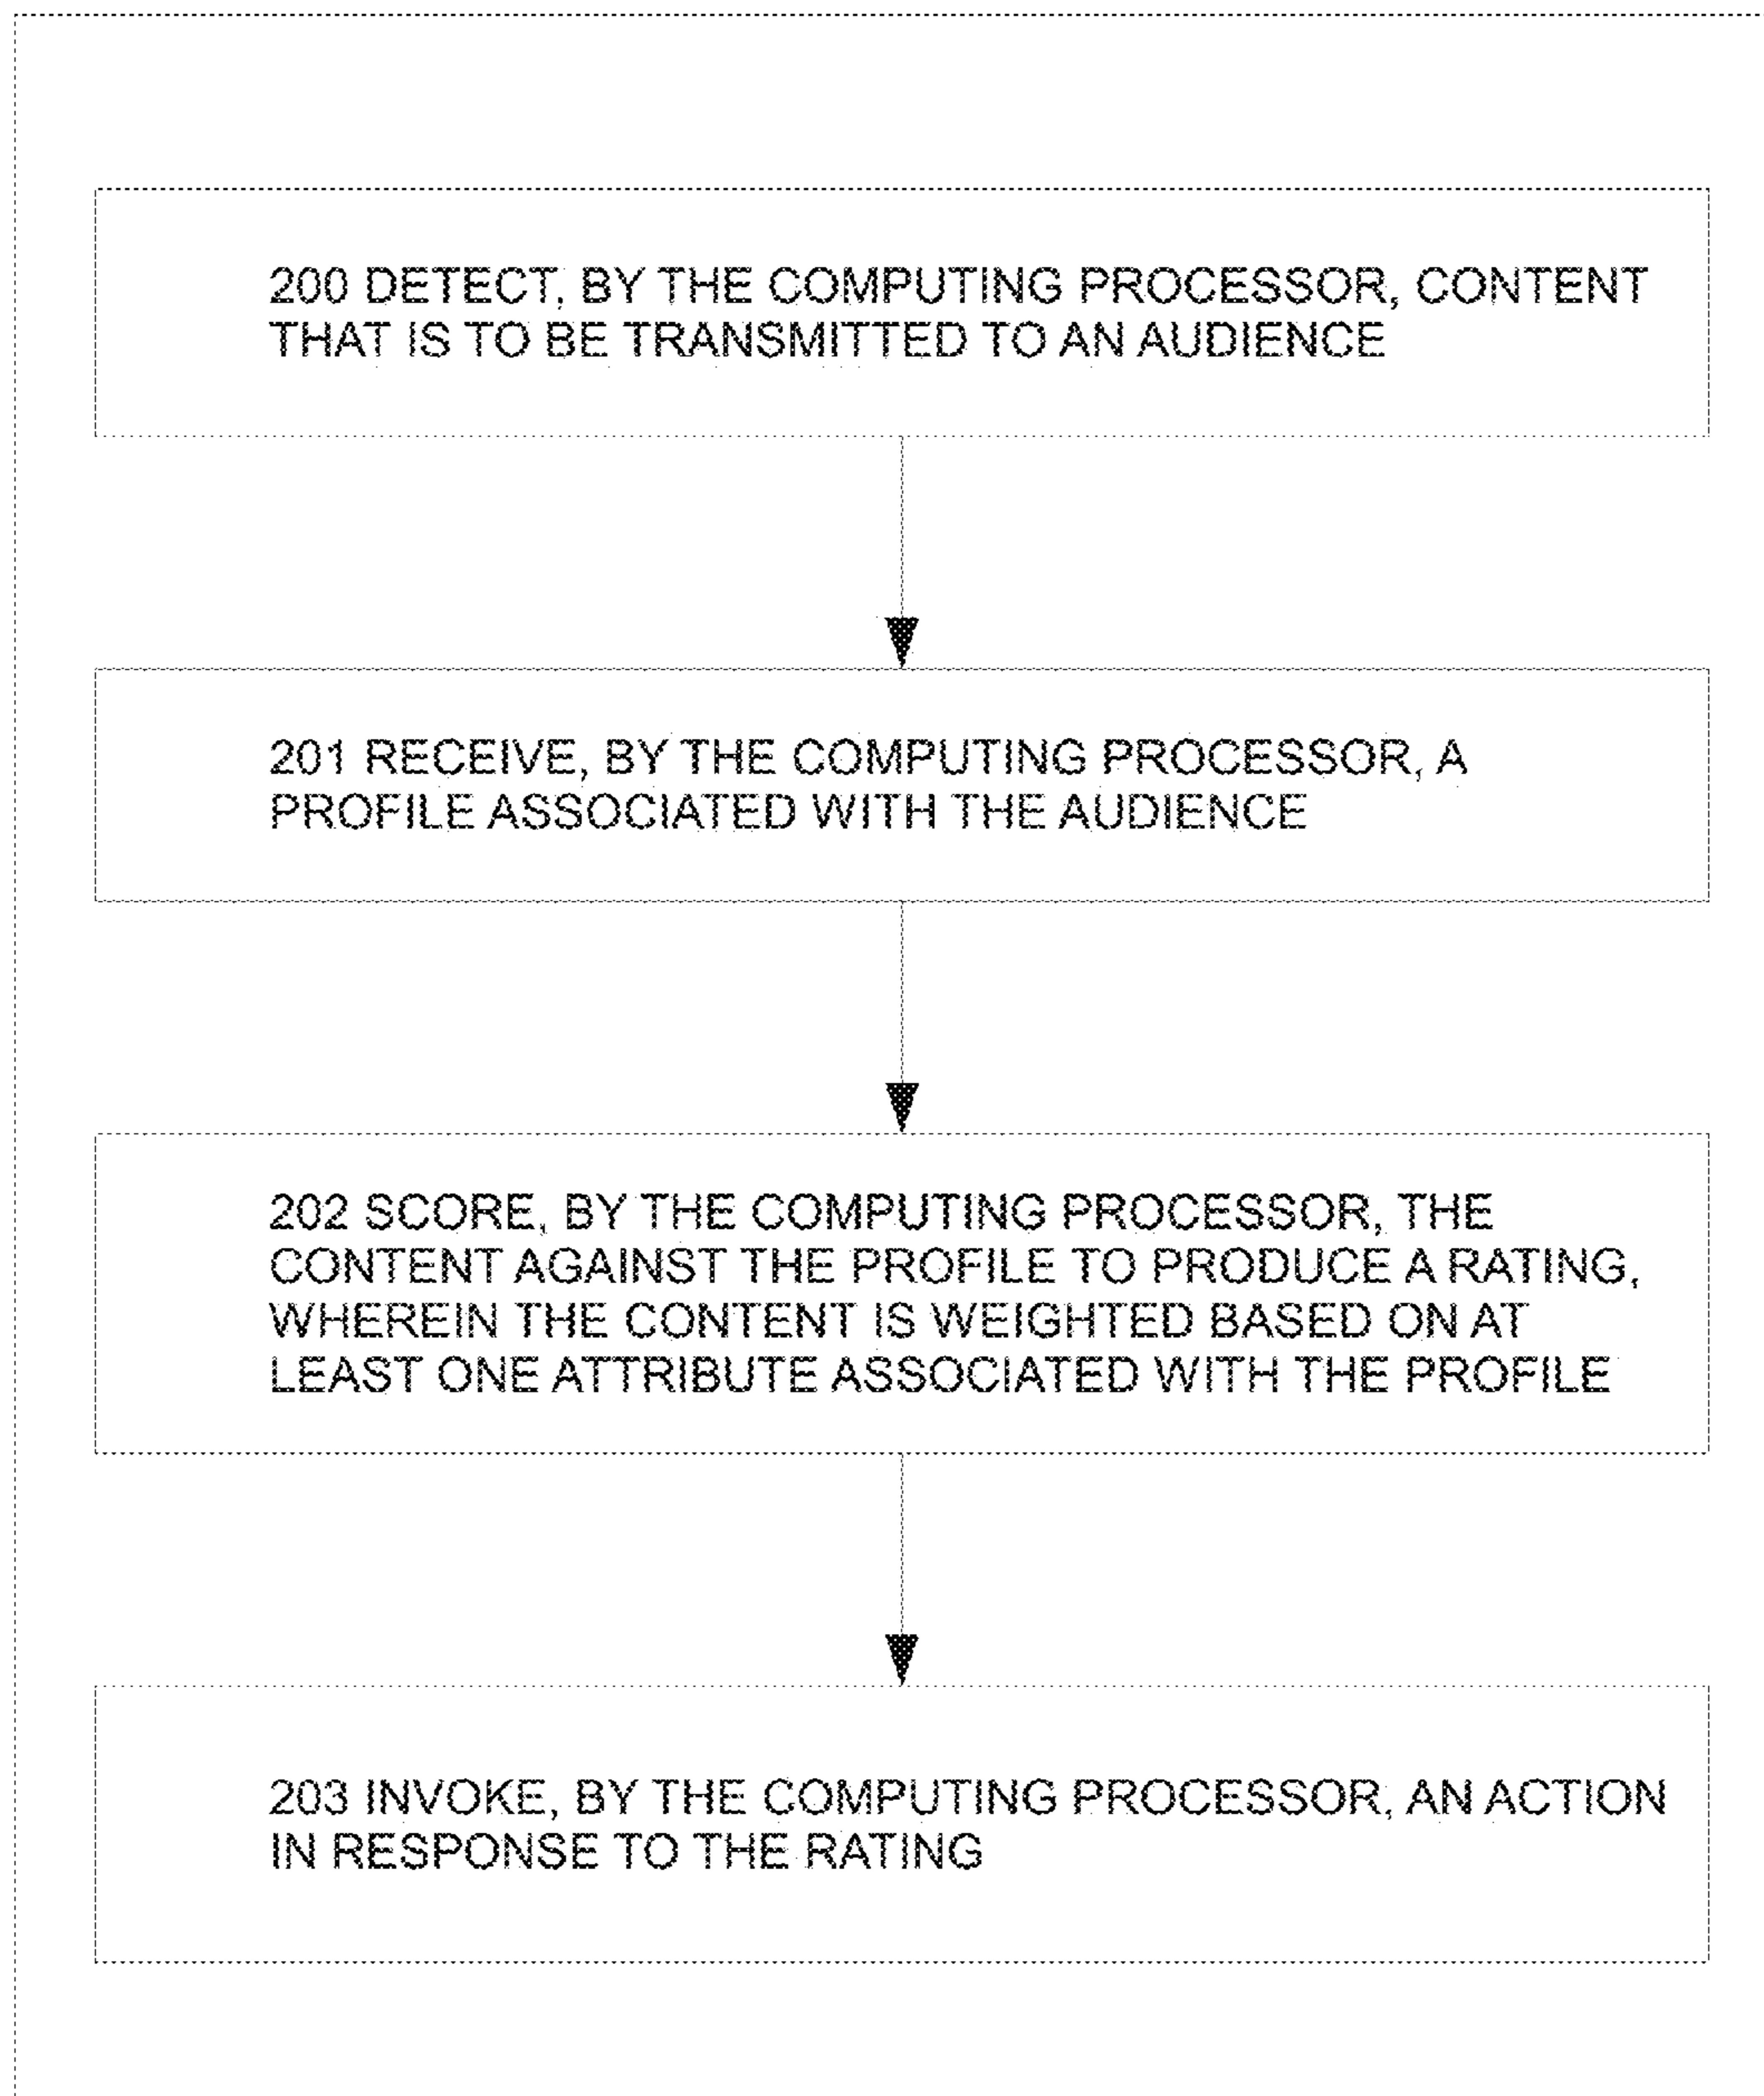 200 DETECT, BY THE COMPUTING PROCESSOR, CONTENT
THAT IS TO BE TRANSMITTED TO AN AUDIENCE
201 RECEIVE, BY THE COMPUTING PROCESSOR, A
PROFILE ASSOCIATED WITH THE AUDIENCE
202 SCORE, BY THE COMPUTING PROCESSOR, THE
CONTENT AGAINST THE PROFILE TO PRODUCE A RATING,
WHEREIN THE CONTENT IS WEIGHTED BASED ON AT
LEAST ONE ATTRIBUTE ASSOCIATED WITH THE PROFILE
203 INVOKE, BY THE COMPUTING PROCESSOR, AN ACTION
IN RESPONSE TO THE RATING